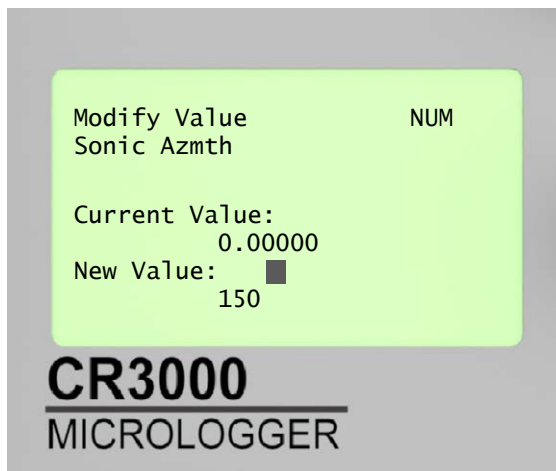 Modify Value NUM
Sonic Azmth
Current Value:
0.00000
New Value:
150
CR3000
MICROLOGGER